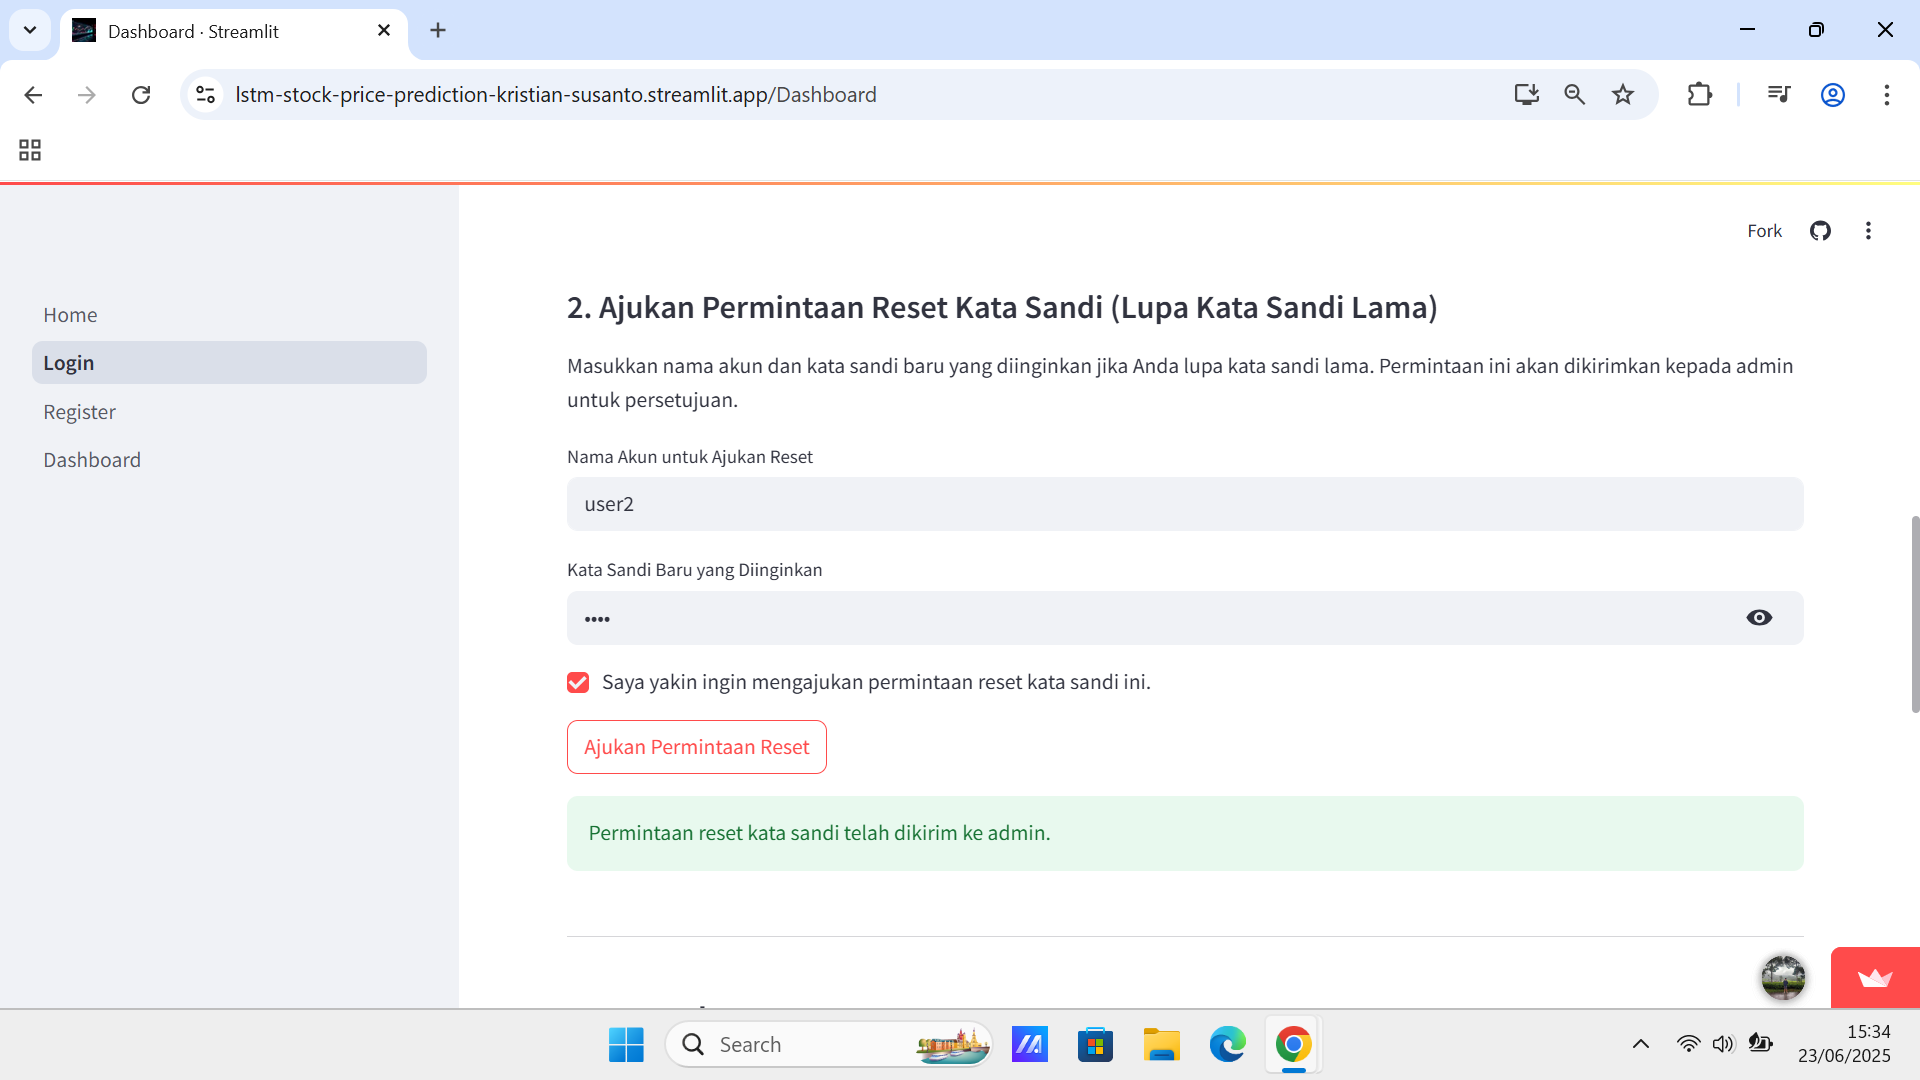 Dashboard · Streamlit
lstm-stock-price-prediction-kristian-susanto.streamlit.app/Dashboard
Fork
Home
Login
Register
Dashboard
2. Ajukan Permintaan Reset Kata Sandi (Lupa Kata Sandi Lama)
Masukkan nama akun dan kata sandi baru yang diinginkan jika Anda lupa kata sandi lama. Permintaan ini akan dikirimkan kepada admin
untuk persetujuan.
Nama Akun untuk Ajukan Reset
user2
Kata Sandi Baru yang Diinginkan
••••
Saya yakin ingin mengajukan permintaan reset kata sandi ini.
Ajukan Permintaan Reset
Permintaan reset kata sandi telah dikirim ke admin.
Search
15:34
23/06/2025